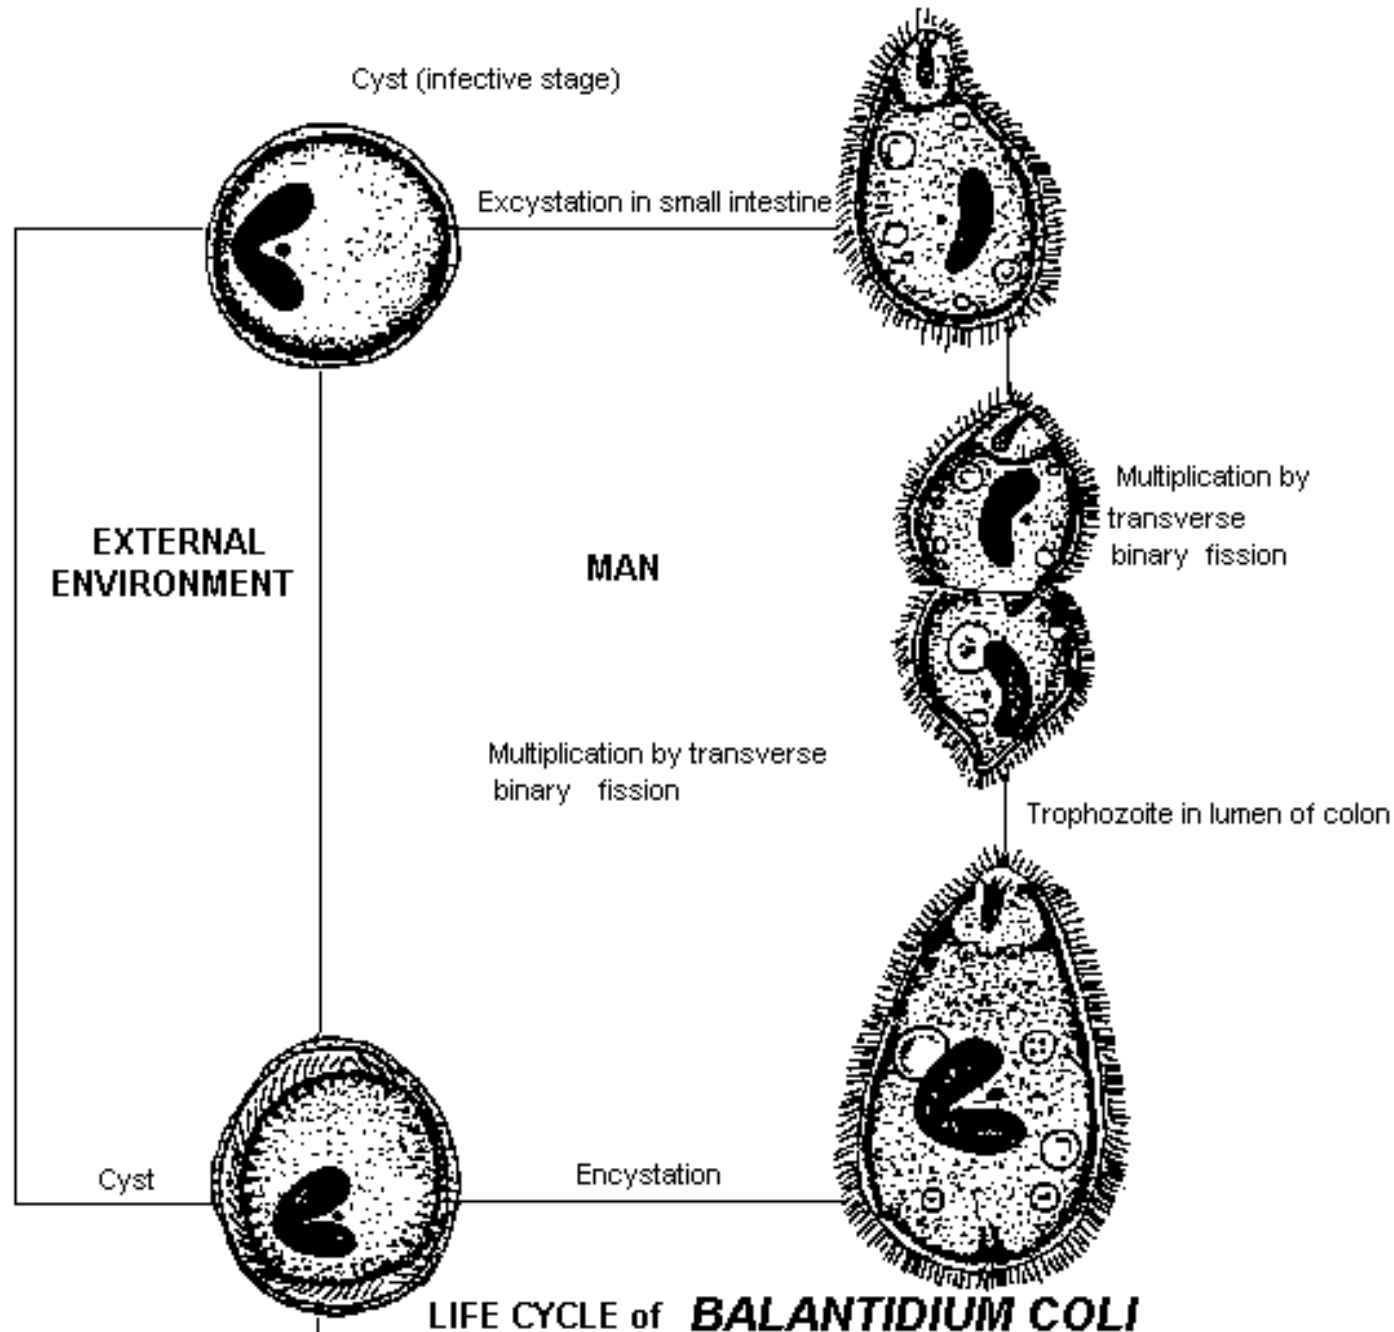 Cyst (infective stage)
Excystation in small intestine
Multiplication by
transverse
binary fission
EXTERNAL
ENVIRONMENT
MAN
Multiplication by transverse
binary fission
Trophozoite in lumen of colon
Cyst
Encystation
LIFE CYCLE of BALANTIDIUM COLI